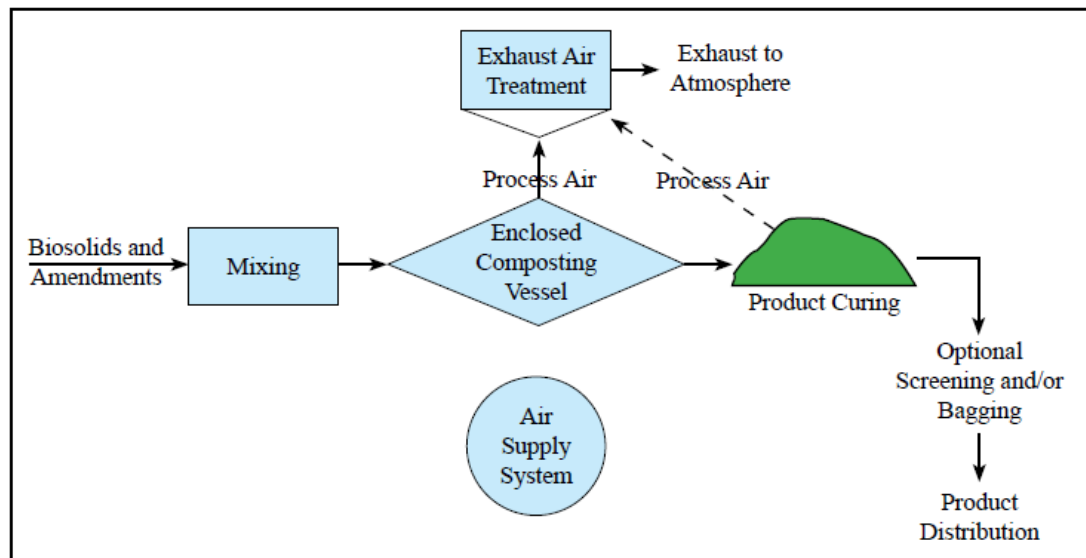 Exhaust Air
Treatment
Exhaust to
Atmosphere
Process Air
Process Air
Biosolids and
Amendments
Mixing
Enclosed
Composting
Vessel
Product Curing
Optional
Screening and/or
Bagging
Air
Supply
System
Product
Distribution